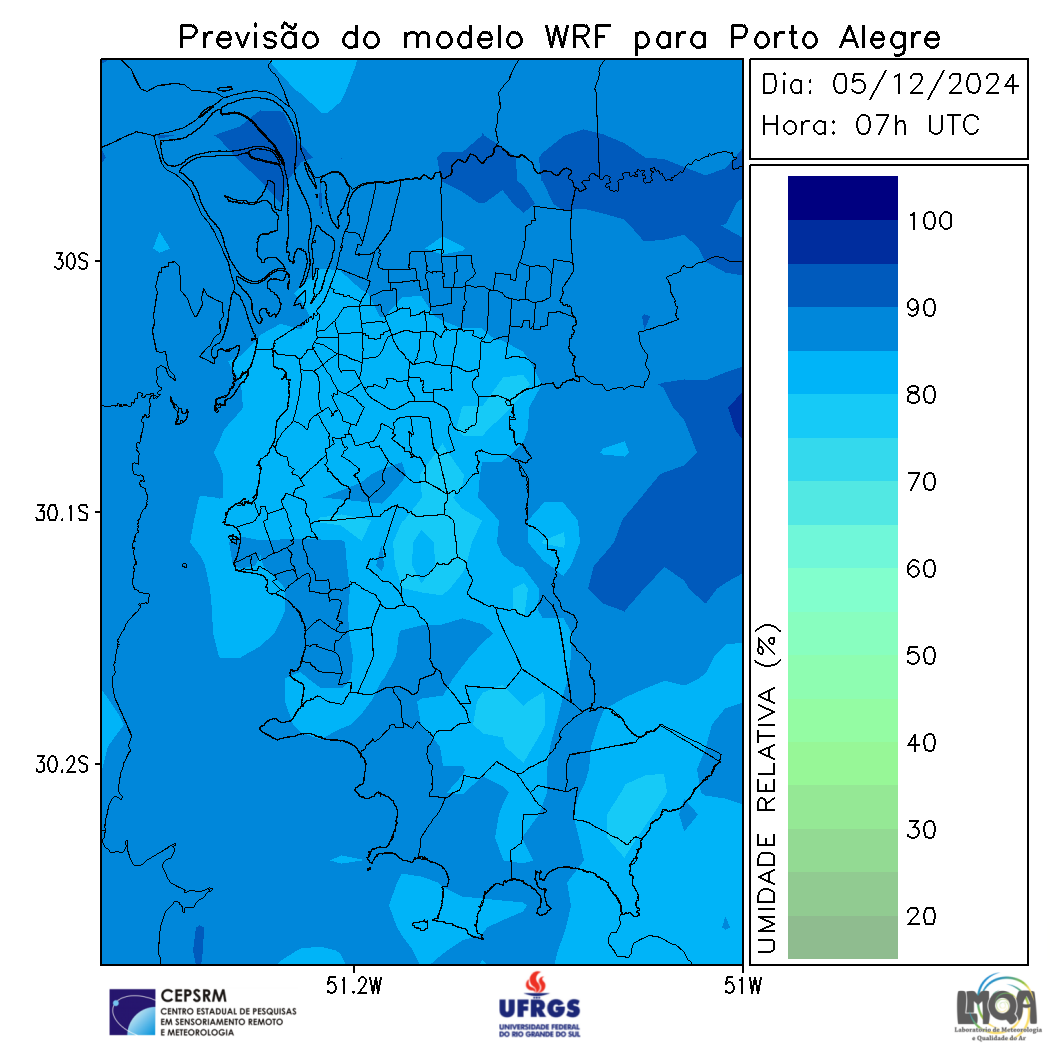 Previsão do modelo WRF para Porto Alegre
Dia: 05/12/2024
Hora: 07h UTC
30S
30.1S
30.2S
51.2W
51W
UMIDADE RELATIVA (%)
100
90
80
70
60
50
40
30
20
CEPSRM
CENTRO ESTADUAL DE PESQUISAS
EM SENSORIAMENTO REMOTO
E METEOROLOGIA
UFRGS
UNIVERSIDADE FEDERAL
DO RIO GRANDE DO SUL
LMQA
Laboratório de Meteorologia
e Qualidade do Ar